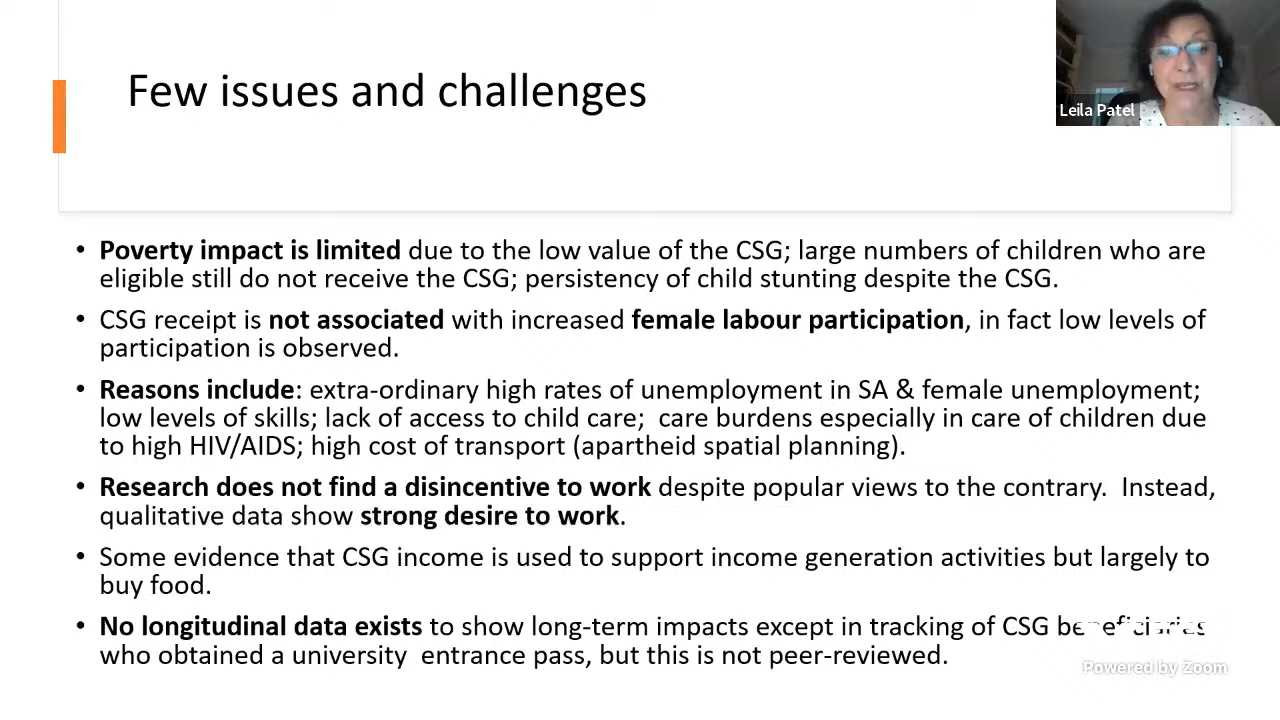 Few issues and challenges
Leila Patel
• Poverty impact is limited due to the low value of the CSG; large numbers of children who are
eligible still do not receive the CSG; persistency of child stunting despite the CSG.
• CSG receipt is not associated with increased female labour participation, in fact low levels of
participation is observed.
• Reasons include: extra-ordinary high rates of unemployment in SA & female unemployment;
low levels of skills; lack of access to child care;  care burdens especially in care of children due
to high HIV/AIDS; high cost of transport (apartheid spatial planning).
• Research does not find a disincentive to work despite popular views to the contrary.  Instead,
qualitative data show strong desire to work.
• Some evidence that CSG income is used to support income generation activities but largely to
buy food.
• No longitudinal data exists to show long-term impacts except in tracking of CSG beneficiaries
who obtained a university  entrance pass, but this is not peer-reviewed.
Powered by Zoom